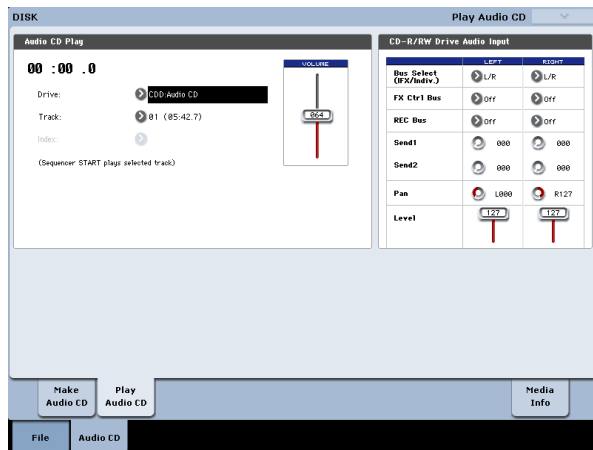 DISK
Play Audio CD
Audio CD Play
00 :00 .0
Drive: CDD:Audio CD
Track: 01 (05:42.7)
Index:
(Sequencer START plays selected track)
VOLUME
064
CD-R/RW Drive Audio Input
LEFT RIGHT
Bus Select
(IFX/Indiv.) L/R L/R
FX Ctrl Bus Off Off
REC Bus Off Off
Send1 000 000
Send2 000 000
Pan L000 R127
Level 127 127
Make
Audio CD
Play
Audio CD
Media
Info
File Audio CD